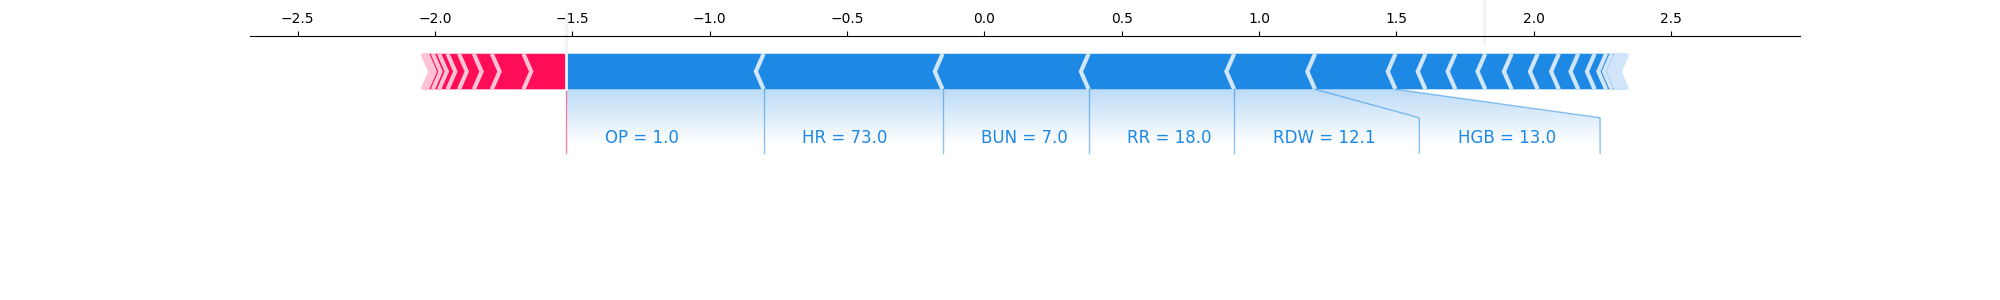 −2.5 −2.0 −1.5 −1.0 −0.5 0.0 0.5 1.0 1.5 2.0 2.5
OP = 1.0 HR = 73.0 BUN = 7.0 RR = 18.0 RDW = 12.1 HGB = 13.0